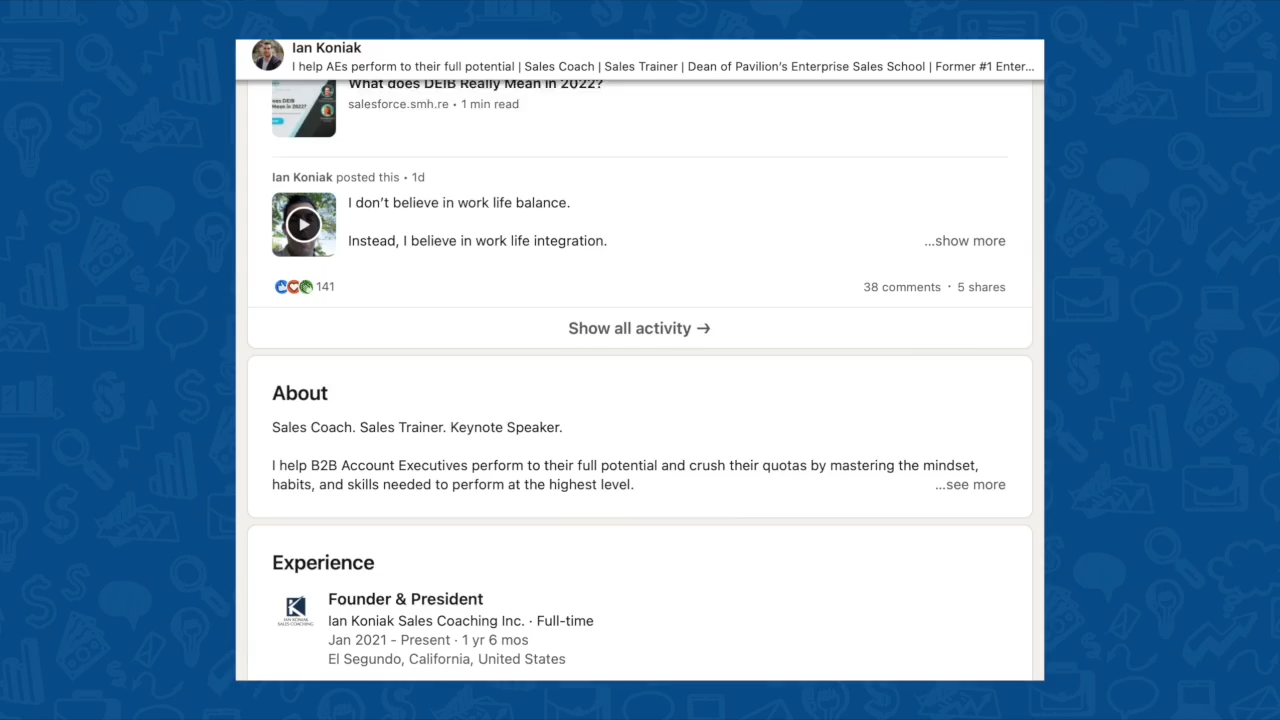 Ian Koniak
I help AEs perform to their full potential | Sales Coach | Sales Trainer | Dean of Pavilion’s Enterprise Sales School | Former #1 Enter...
What does DEIB Really Mean in 2022?
salesforce.smh.re • 1 min read
Ian Koniak posted this • 1d
I don’t believe in work life balance.
Instead, I believe in work life integration.
...show more
141
38 comments · 5 shares
Show all activity →
About
Sales Coach. Sales Trainer. Keynote Speaker.
I help B2B Account Executives perform to their full potential and crush their quotas by mastering the mindset,
habits, and skills needed to perform at the highest level.
...see more
Experience
Founder & President
IAN KONIAK
SALES COACHING
Ian Koniak Sales Coaching Inc. · Full-time
Jan 2021 - Present · 1 yr 6 mos
El Segundo, California, United States